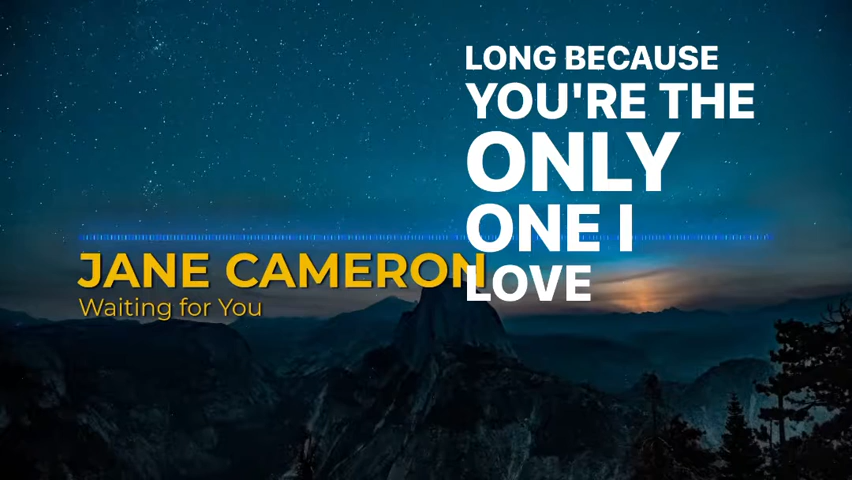 LONG BECAUSE
YOU'RE THE
ONLY
ONE I
LOVE
JANE CAMERON
Waiting for You